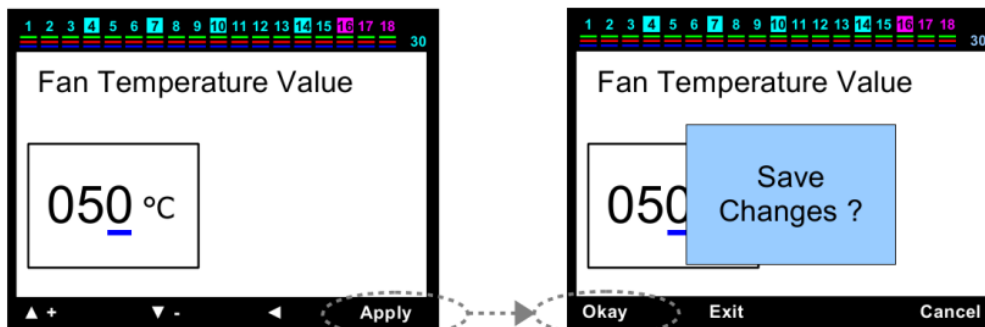 1 2 3 4 5 6 7 8 9 10 11 12 13 14 15 16 17 18
30
Fan Temperature Value
050 °C
▲ + ▼ - ◄ Apply
1 2 3 4 5 6 7 8 9 10 11 12 13 14 15 16 17 18
30
Fan Temperature Value
050
Save
Changes ?
Okay Exit Cancel